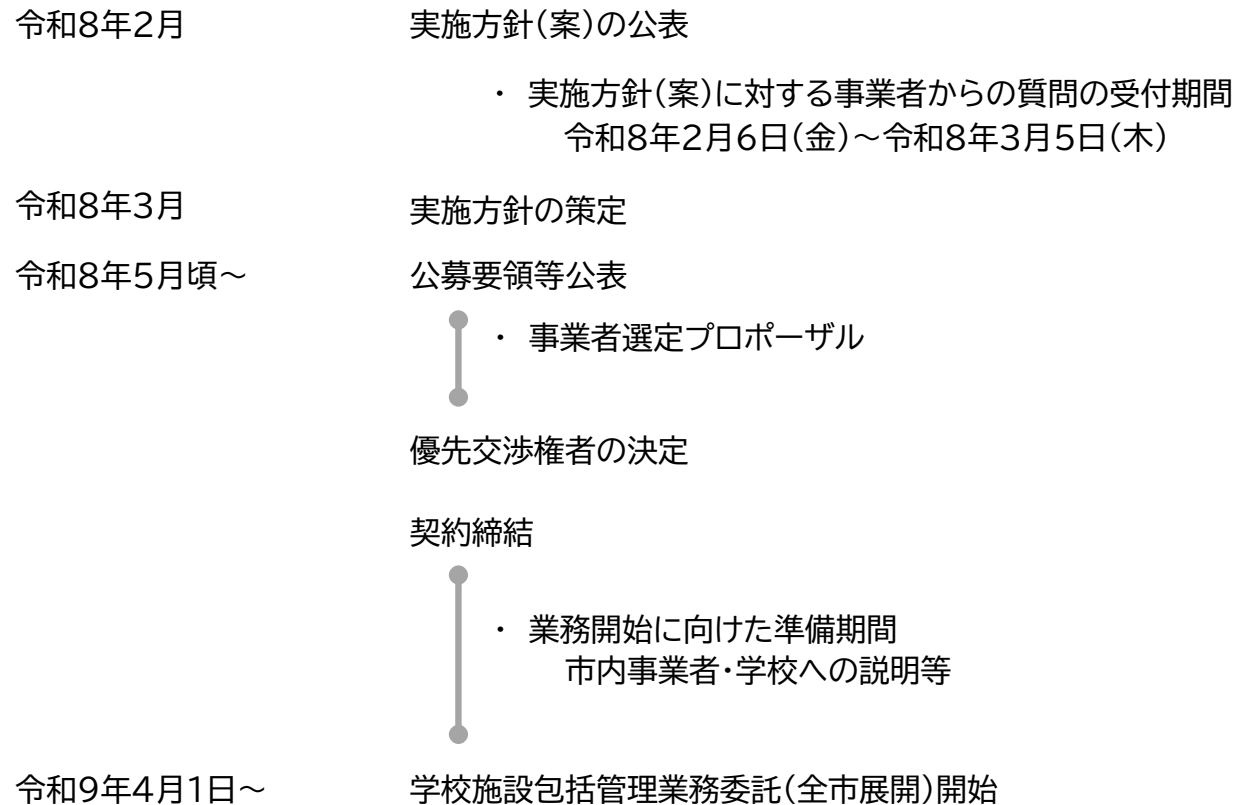 令和8年2月 実施方針(案)の公表
・ 実施方針(案)に対する事業者からの質問の受付期間
令和8年2月6日(金)～令和8年3月5日(木)
令和8年3月 実施方針の策定
令和8年5月頃～ 公募要領等公表
・ 事業者選定プロポーザル
優先交渉権者の決定
契約締結
・ 業務開始に向けた準備期間
市内事業者・学校への説明等
令和9年4月1日～ 学校施設包括管理業務委託(全市展開)開始